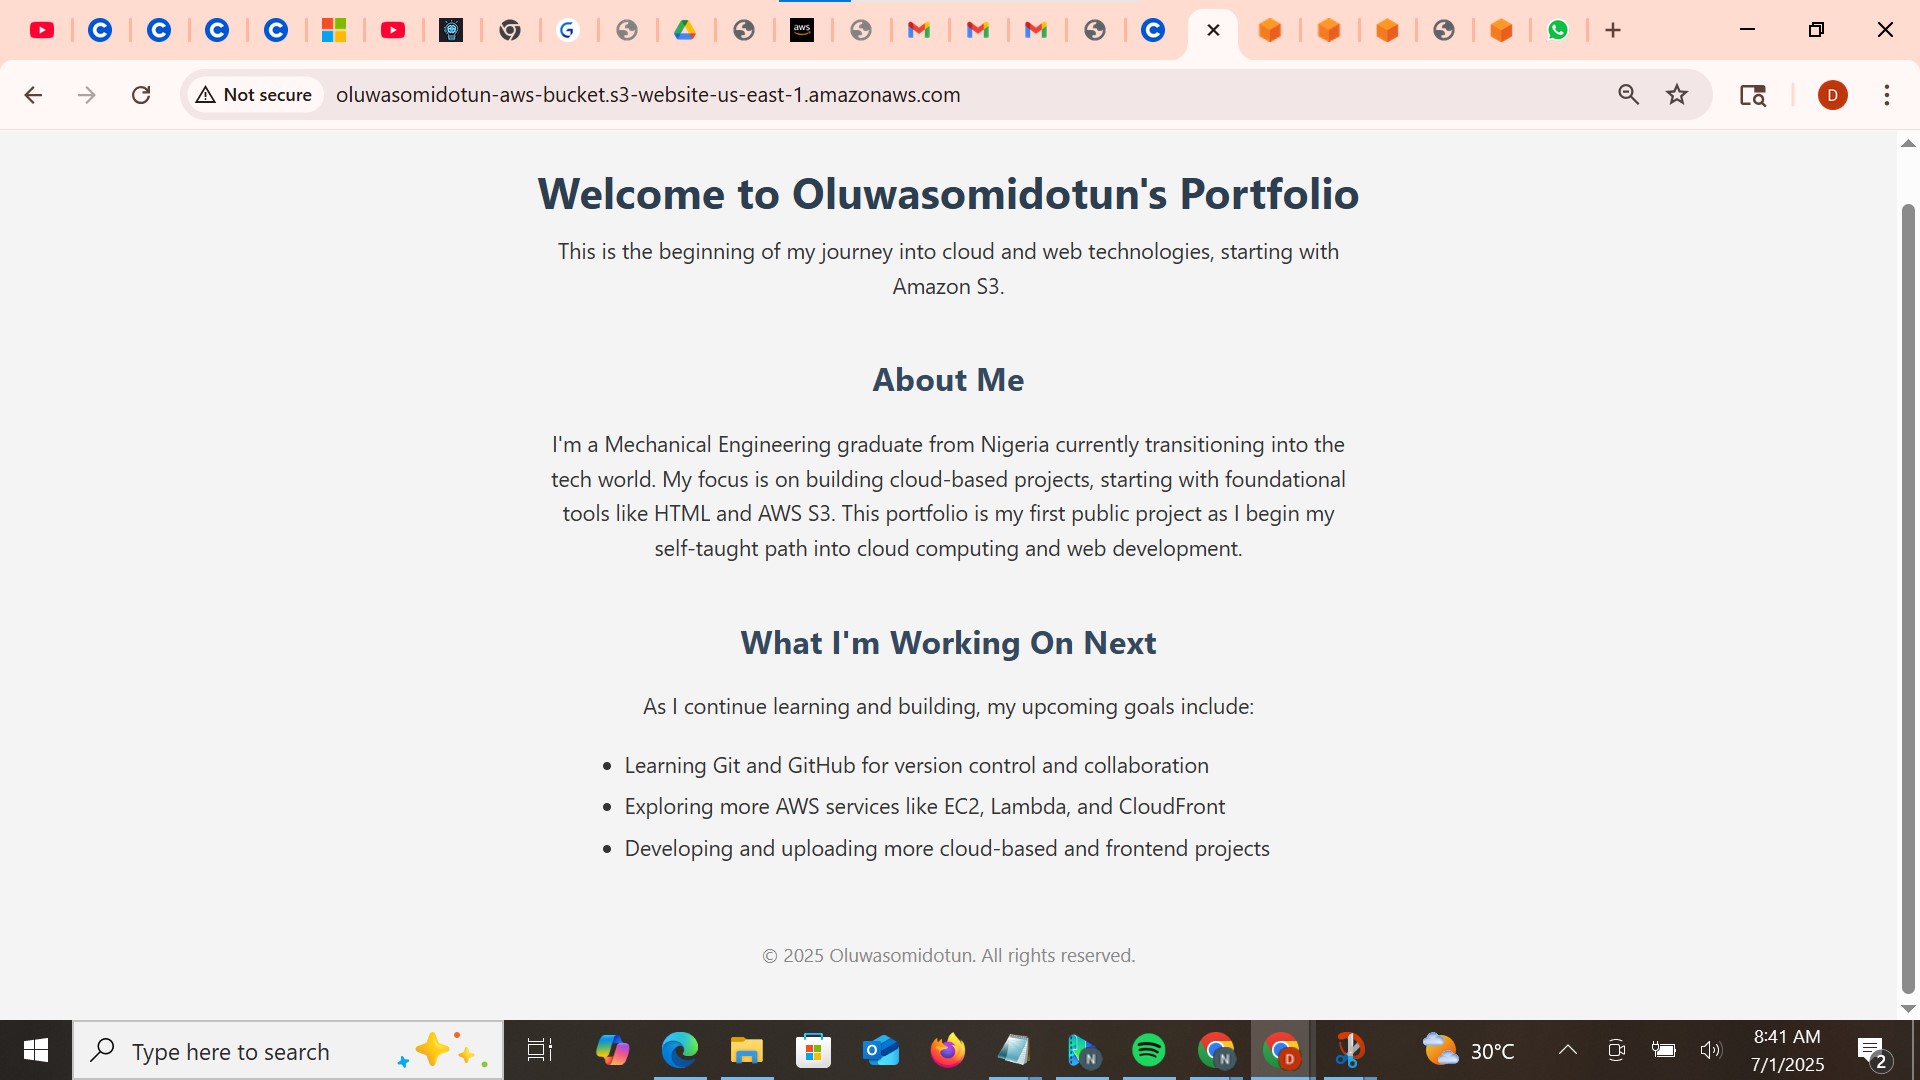 aws
Not secure
oluwasomidotun-aws-bucket.s3-website-us-east-1.amazonaws.com
D
Welcome to Oluwasomidotun's Portfolio
This is the beginning of my journey into cloud and web technologies, starting with
Amazon S3.
About Me
I'm a Mechanical Engineering graduate from Nigeria currently transitioning into the
tech world. My focus is on building cloud-based projects, starting with foundational
tools like HTML and AWS S3. This portfolio is my first public project as I begin my
self-taught path into cloud computing and web development.
What I'm Working On Next
As I continue learning and building, my upcoming goals include:
• Learning Git and GitHub for version control and collaboration
• Exploring more AWS services like EC2, Lambda, and CloudFront
• Developing and uploading more cloud-based and frontend projects
© 2025 Oluwasomidotun. All rights reserved.
Type here to search
N
N
D
30°C
8:41 AM
7/1/2025
2